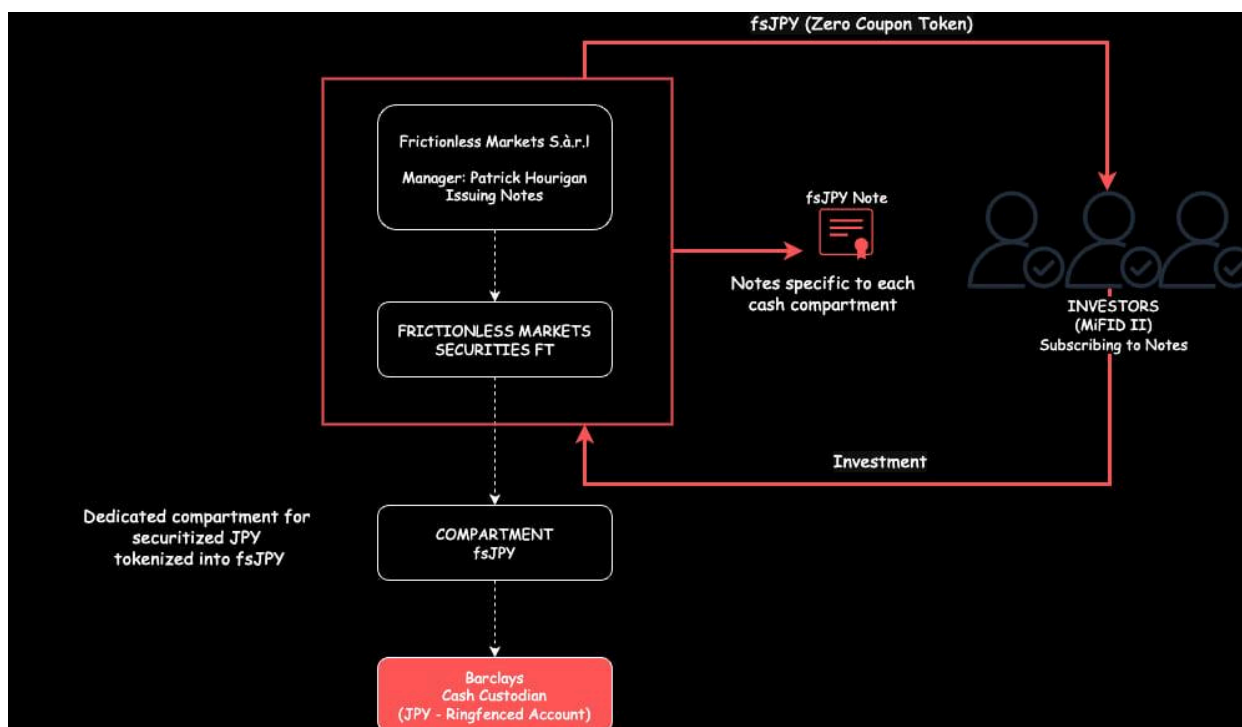 fsJPY (Zero Coupon Token)
Frictionless Markets S.à.r.l
Manager: Patrick Hourigan
Issuing Notes
fsJPY Note
Notes specific to each
cash compartment
INVESTORS
(MiFID II)
Subscribing to Notes
FRICTIONLESS MARKETS
SECURITIES FT
Investment
Dedicated compartment for
securitized JPY
tokenized into fsJPY
COMPARTMENT
fsJPY
Barclays
Cash Custodian
(JPY - Ringfenced Account)